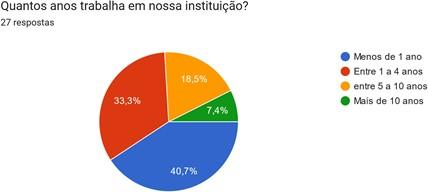 Quantos anos trabalha em nossa instituição?
27 respostas
Menos de 1 ano
Entre 1 a 4 anos
entre 5 a 10 anos
Mais de 10 anos
18,5%
33,3%
7,4%
40,7%